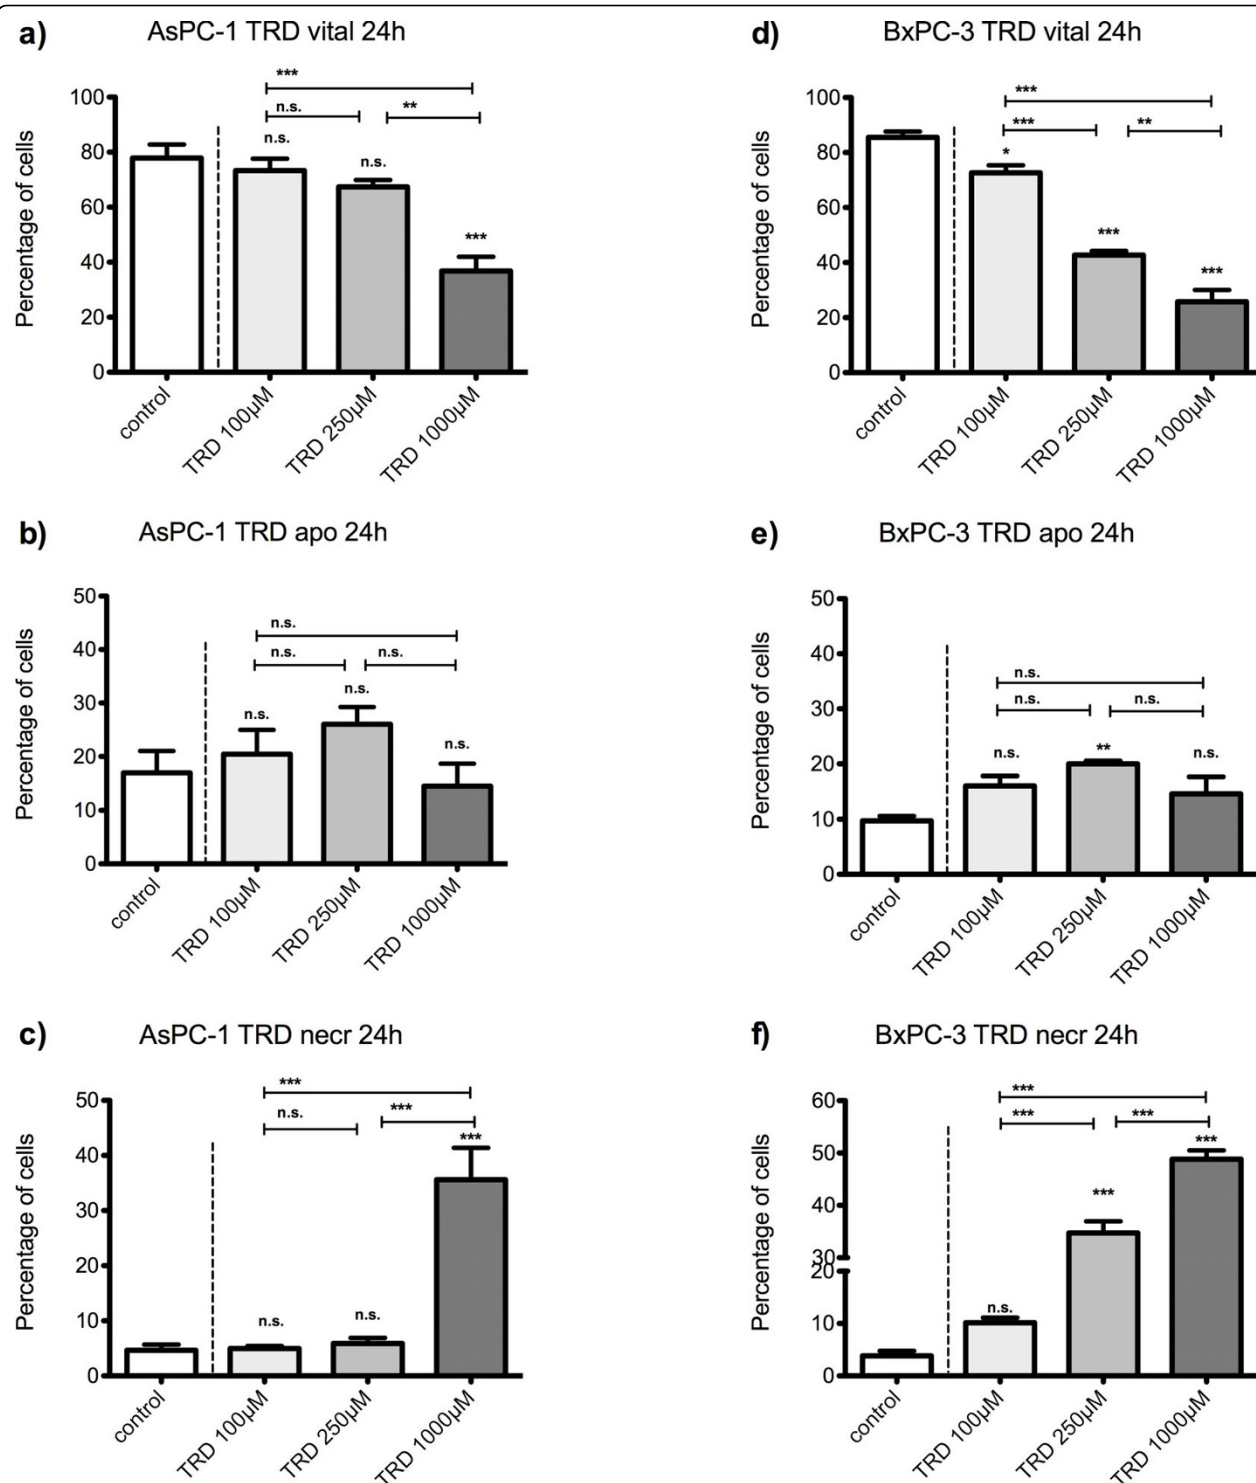 a) AsPC-1 TRD vital 24h
***
n.s. **
n.s.
n.s.
***
Percentage of cells
100
80
60
40
20
0
control
TRD 100µM
TRD 250µM
TRD 1000µM
d) BxPC-3 TRD vital 24h
***
*** **
*
***
***
Percentage of cells
100
80
60
40
20
0
control
TRD 100µM
TRD 250µM
TRD 1000µM
b) AsPC-1 TRD apo 24h
n.s.
n.s. n.s.
n.s.
n.s.
n.s.
Percentage of cells
50
40
30
20
10
0
control
TRD 100µM
TRD 250µM
TRD 1000µM
e) BxPC-3 TRD apo 24h
n.s.
n.s. n.s.
n.s. ** n.s.
Percentage of cells
50
40
30
20
10
0
control
TRD 100µM
TRD 250µM
TRD 1000µM
c) AsPC-1 TRD necr 24h
***
n.s. ***
***
n.s. n.s.
Percentage of cells
50
40
30
20
10
0
control
TRD 100µM
TRD 250µM
TRD 1000µM
f) BxPC-3 TRD necr 24h
***
*** ***
***
***
n.s.
Percentage of cells
60
50
40
30
20
10
0
control
TRD 100µM
TRD 250µM
TRD 1000µM